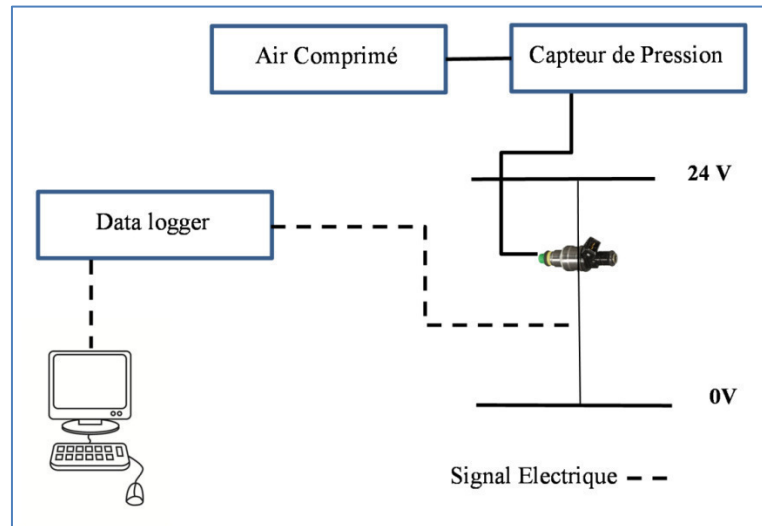 Air Comprimé
Capteur de Pression
24 V
Data logger
0V
Signal Electrique